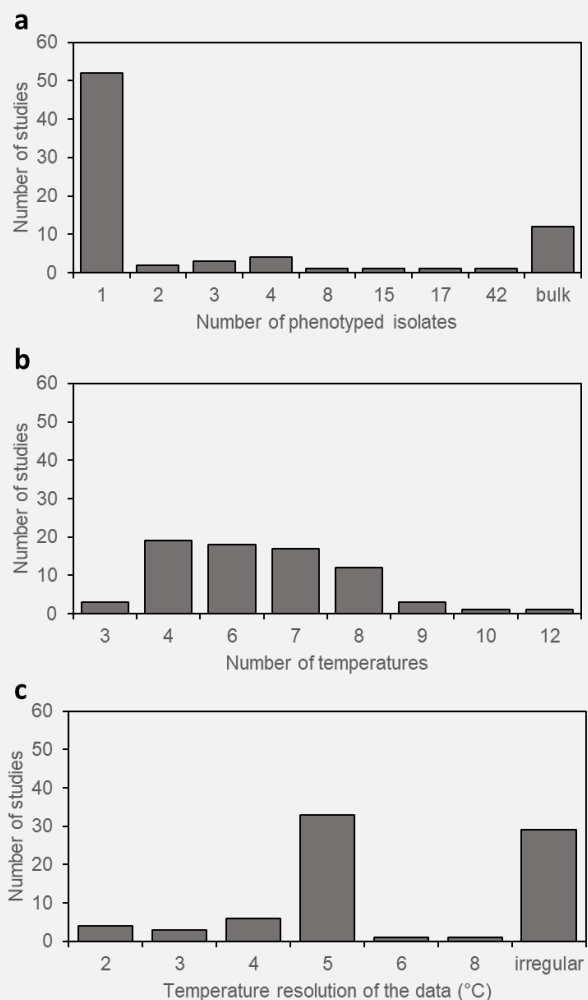 a
60
50
40
30
20
10
0
Number of studies
1 2 3 4 8 15 17 42 bulk
Number of phenotyped isolates
b
60
50
40
30
20
10
0
Number of studies
3 4 6 7 8 9 10 12
Number of temperatures
c
60
50
40
30
20
10
0
Number of studies
2 3 4 5 6 8 irregular
Temperature resolution of the data (°C)